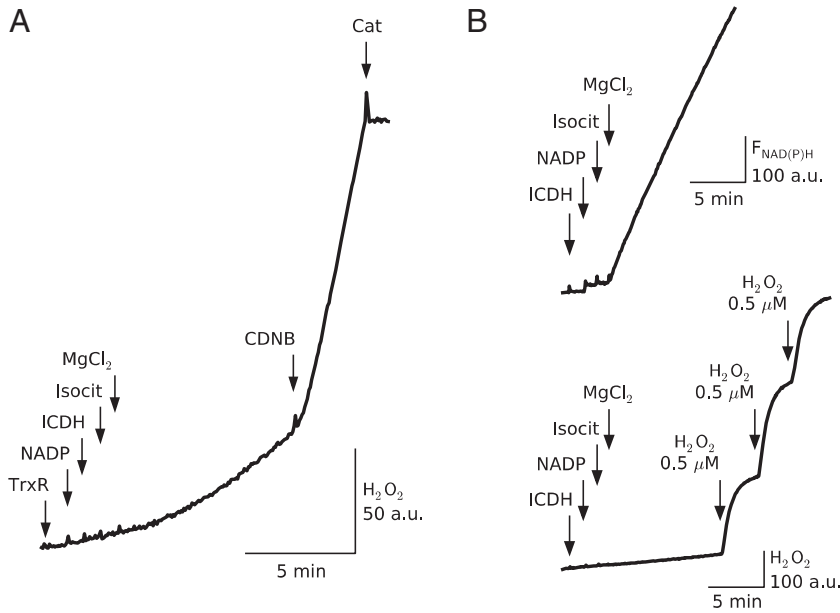 A
Cat
CDNB
MgCl₂
Isocit
ICDH
NADP
TrxR
H₂O₂
50 a.u.
5 min
B
MgCl₂
Isocit
NADP
ICDH
F_NAD(P)H
100 a.u.
5 min
H₂O₂
0.5 µM
H₂O₂
0.5 µM
H₂O₂
0.5 µM
MgCl₂
Isocit
NADP
ICDH
H₂O₂
100 a.u.
5 min